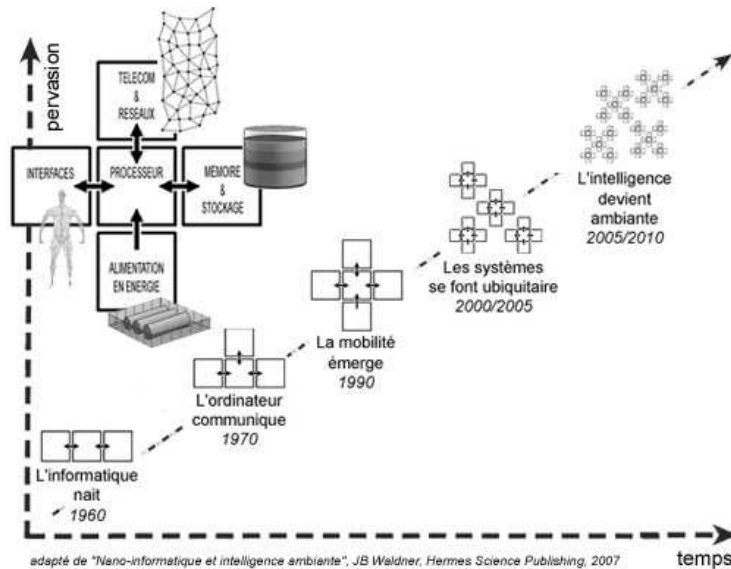 pervasion
TELECOM
&
RESEAUX
INTERFACES
PROCESSEUR
MEMOIRE
&
STOCKAGE
ALIMENTATION
EN ENERGIE
L'informatique
nait
1960
L'ordinateur
communique
1970
La mobilité
émerge
1990
Les systèmes
se font ubiquitaire
2000/2005
L'intelligence
devient
ambiante
2005/2010
adapté de "Nano-informatique et intelligence ambiante", JB Waldner, Hermes Science Publishing, 2007
temps